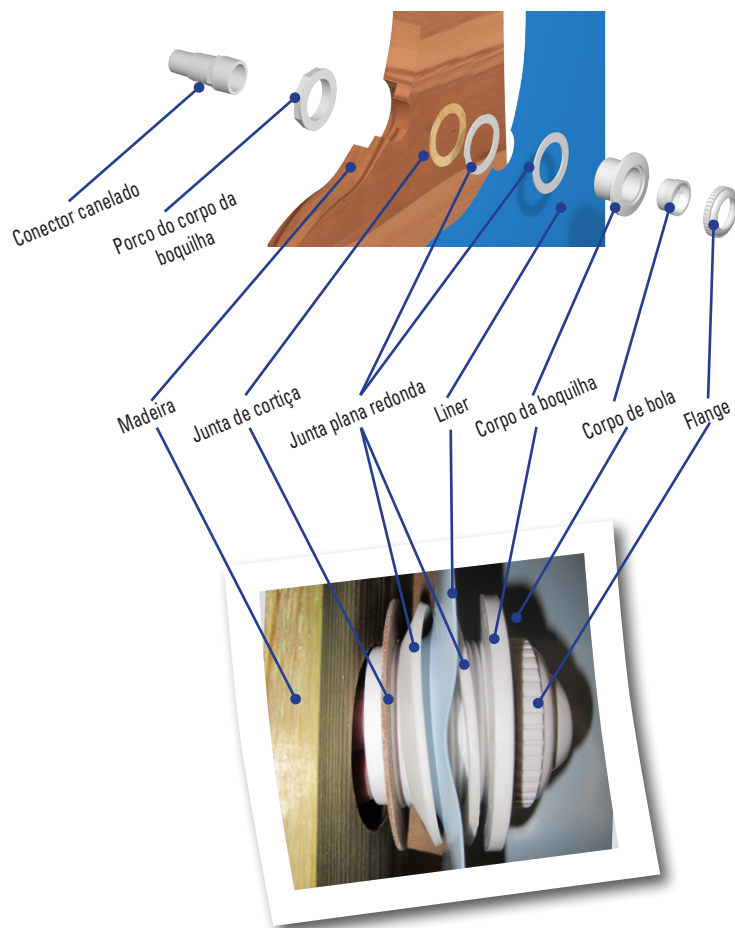 Conector canelado
Porco do corpo da
boquilha
Madeira
Junta de cortiça
Junta plana redonda
Liner
Corpo da boquilha
Corpo de bola
Flange